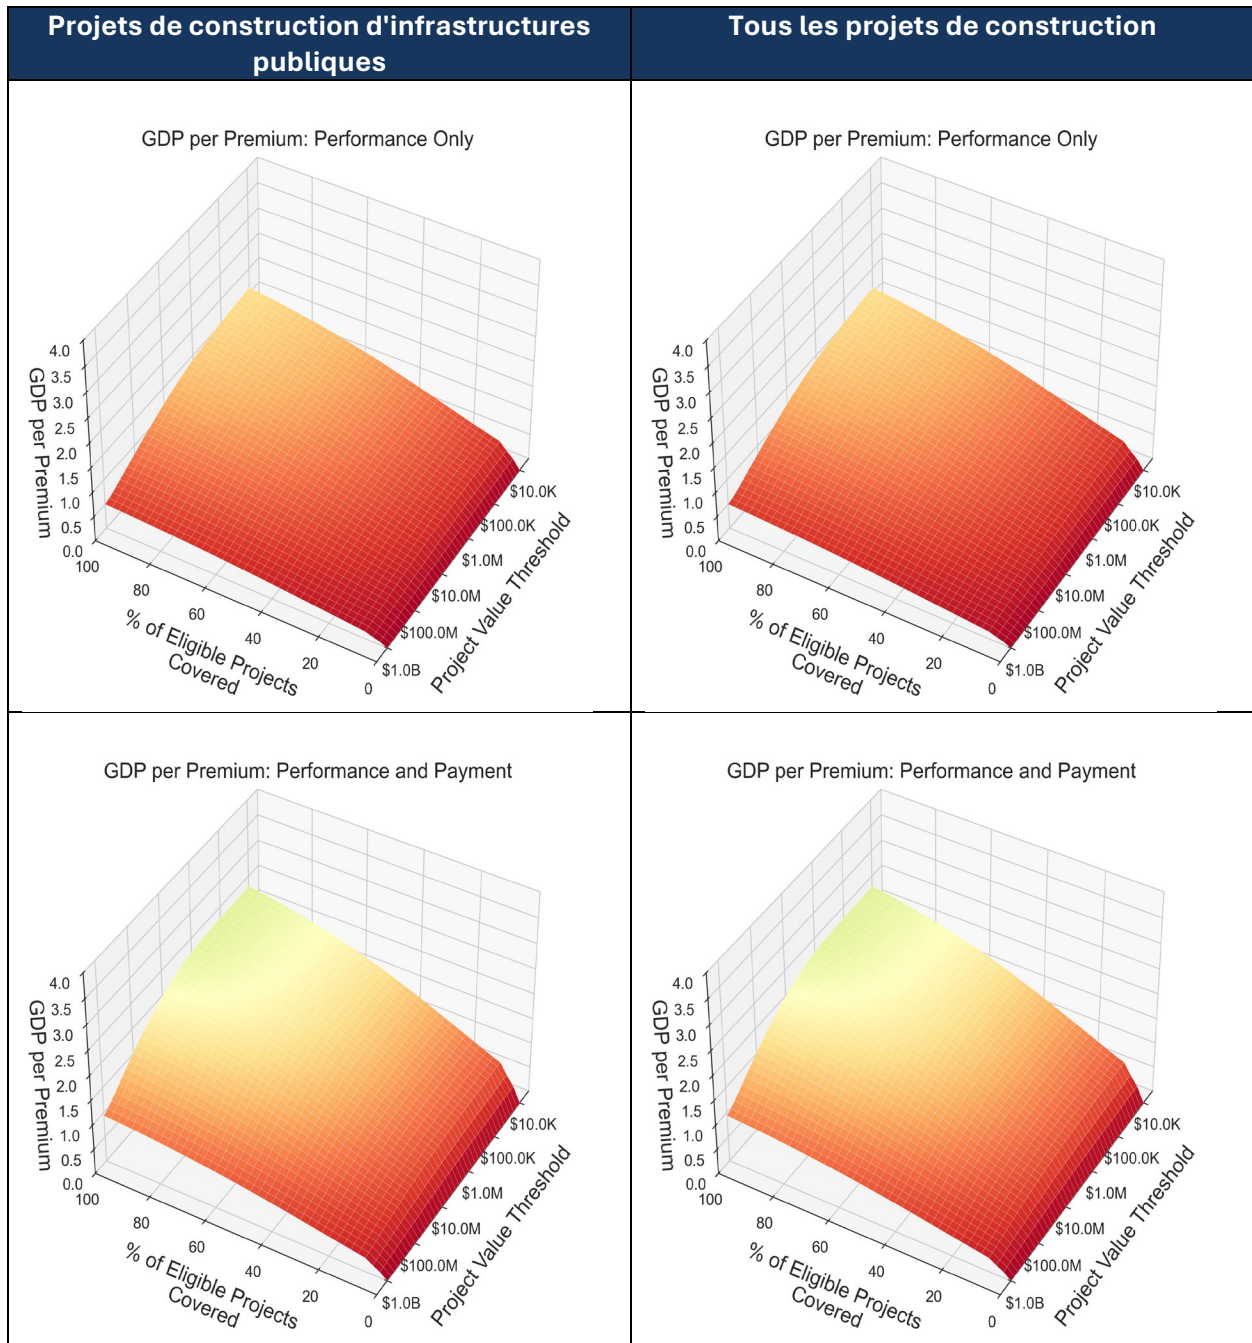 Projets de construction d'infrastructures
publiques
Tous les projets de construction
GDP per Premium: Performance Only
4.0
3.5
3.0
2.5
2.0
1.5
1.0
0.5
0.0
GDP per Premium
100
80
60
40
20
0
% of Eligible Projects
Covered
$10.0K
$100.0K
$1.0M
$10.0M
$100.0M
$1.0B
Project Value Threshold
GDP per Premium: Performance Only
4.0
3.5
3.0
2.5
2.0
1.5
1.0
0.5
0.0
GDP per Premium
100
80
60
40
20
0
% of Eligible Projects
Covered
$10.0K
$100.0K
$1.0M
$10.0M
$100.0M
$1.0B
Project Value Threshold
GDP per Premium: Performance and Payment
4.0
3.5
3.0
2.5
2.0
1.5
1.0
0.5
0.0
GDP per Premium
100
80
60
40
20
0
% of Eligible Projects
Covered
$10.0K
$100.0K
$1.0M
$10.0M
$100.0M
$1.0B
Project Value Threshold
GDP per Premium: Performance and Payment
4.0
3.5
3.0
2.5
2.0
1.5
1.0
0.5
0.0
GDP per Premium
100
80
60
40
20
0
% of Eligible Projects
Covered
$10.0K
$100.0K
$1.0M
$10.0M
$100.0M
$1.0B
Project Value Threshold